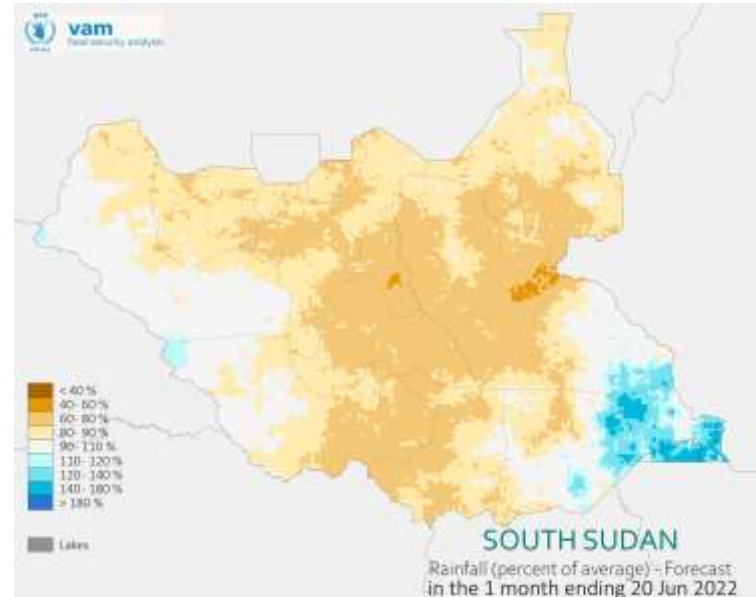 WFP
vam
food security analysis
< 40 %
40- 60 %
60- 80 %
80- 90 %
90- 110 %
110- 120 %
120- 140 %
140- 180 %
> 180 %
Lakes
SOUTH SUDAN
Rainfall (percent of average) - Forecast
in the 1 month ending 20 Jun 2022